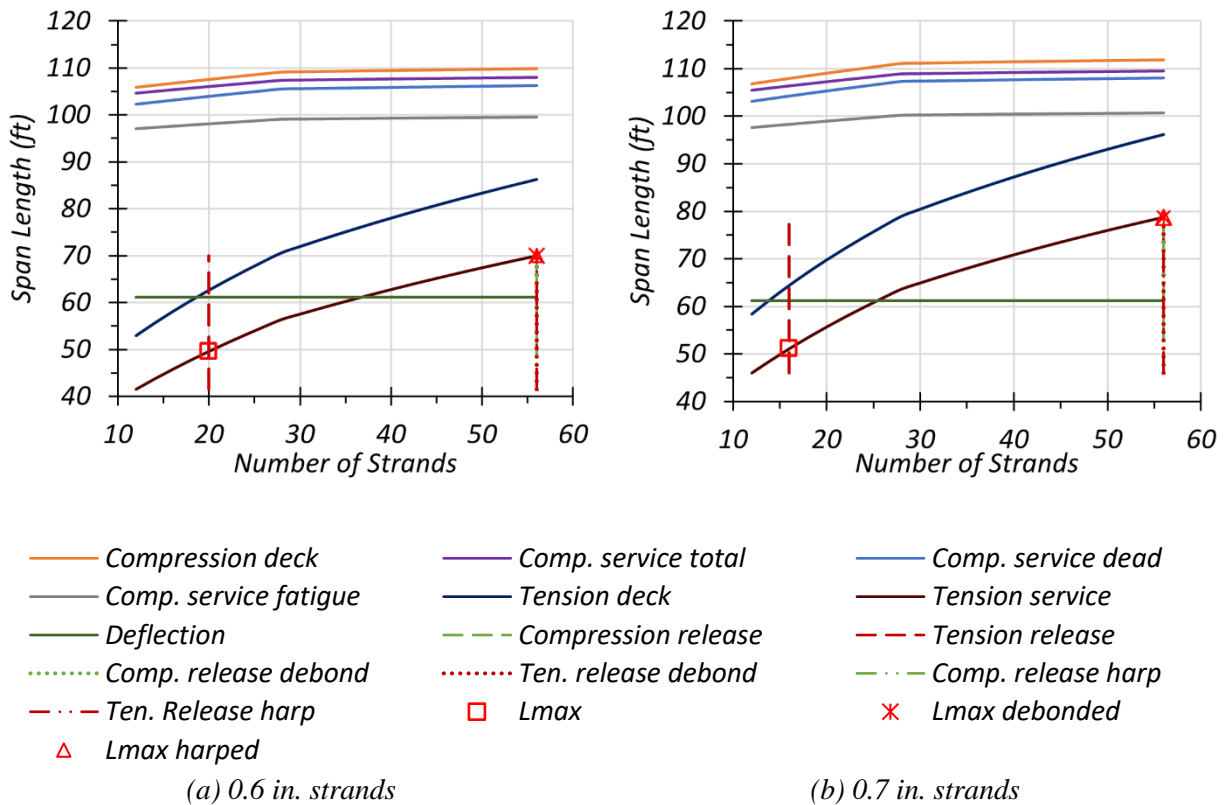 120
110
100
90
80
70
60
50
40
Span Length (ft)
10 20 30 40 50 60
Number of Strands
120
110
100
90
80
70
60
50
40
Span Length (ft)
10 20 30 40 50 60
Number of Strands
Compression deck Comp. service total Comp. service dead
Comp. service fatigue Tension deck Tension service
Deflection Compression release Tension release
Comp. release debond Ten. release debond Comp. release harp
Ten. Release harp Lmax Lmax debonded
Lmax harped
(a) 0.6 in. strands (b) 0.7 in. strands